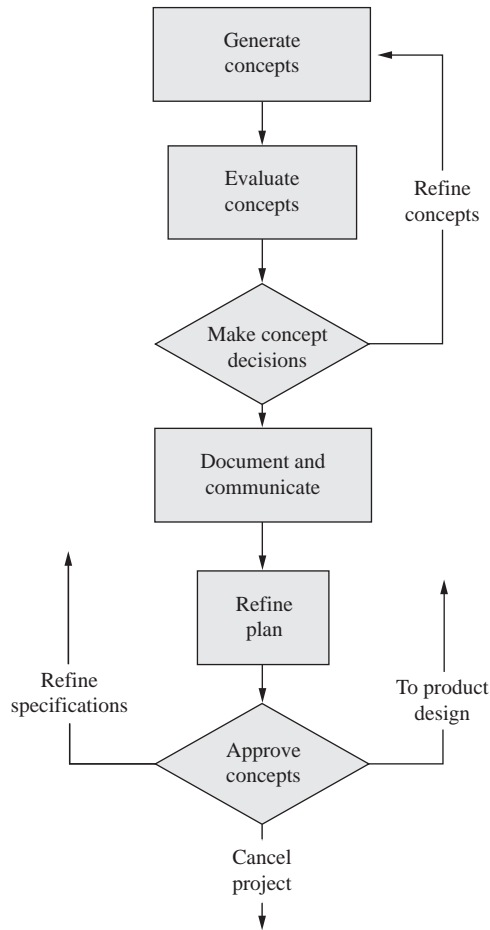 Generate
concepts
Evaluate
concepts
Refine
concepts
Make concept
decisions
Document and
communicate
Refine
plan
Refine
specifications
To product
design
Approve
concepts
Cancel
project